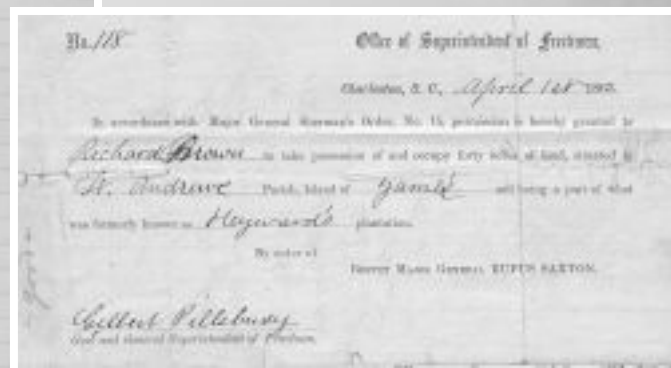 No. 118
Office of Superintendent of Freedmen,
Charleston, S. C., April 1st 1865.
In accordance with Major General Sherman's Order, No. 15, permission is hereby granted to
Richard Brown to take possession of and occupy forty acres of land, situated in
St. Andrews Parish, Island of James and being a part of what
was formerly known as Heyward's plantation.
By order of
Brevet Major General RUFUS SAXTON.
Gilbert Pillsbury
and General Superintendent of Freedmen.